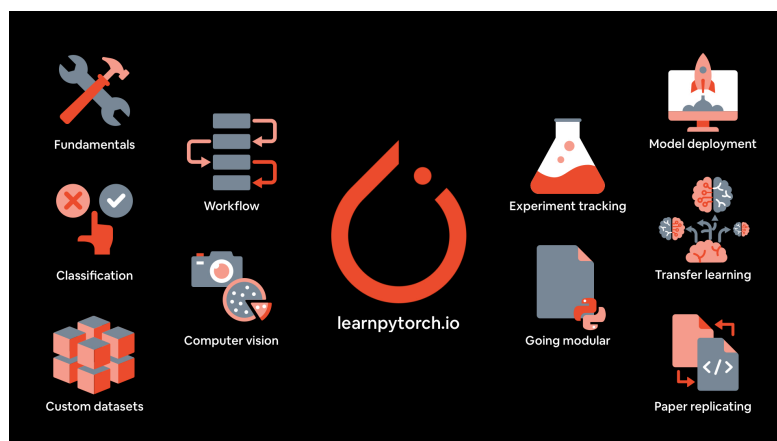 Fundamentals
Classification
Custom datasets
Workflow
Computer vision
learnpytorch.io
Experiment tracking
Going modular
Model deployment
Transfer learning
</> 
Paper replicating